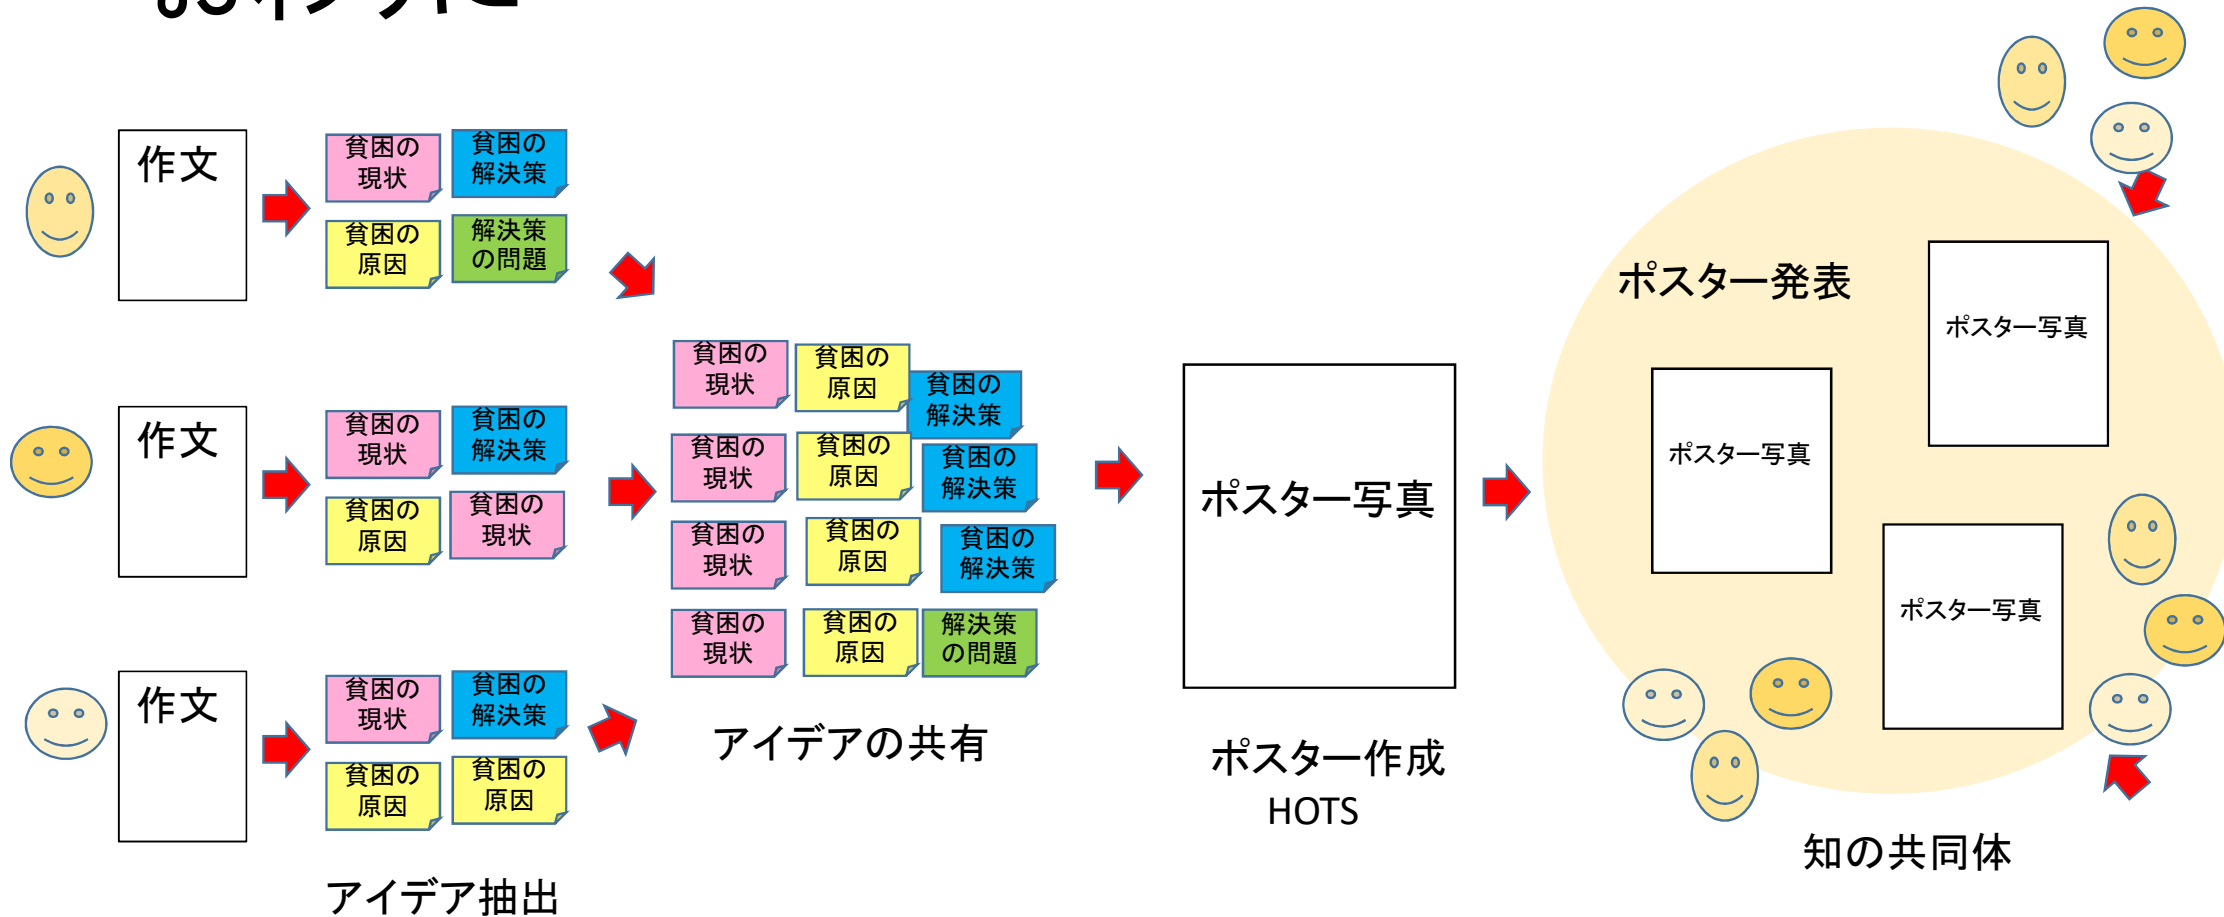 作文
貧困の
現状
貧困の
解決策
貧困の
原因
解決策
の問題
作文
貧困の
現状
貧困の
解決策
貧困の
原因
貧困の
現状
作文
貧困の
現状
貧困の
解決策
貧困の
原因
貧困の
原因
アイデア抽出
貧困の
現状
貧困の
原因
貧困の
解決策
貧困の
現状
貧困の
原因
貧困の
解決策
貧困の
現状
貧困の
原因
貧困の
解決策
貧困の
現状
貧困の
原因
解決策
の問題
アイデアの共有
ポスター写真
ポスター作成
HOTS
ポスター発表
ポスター写真
ポスター写真
ポスター写真
知の共同体